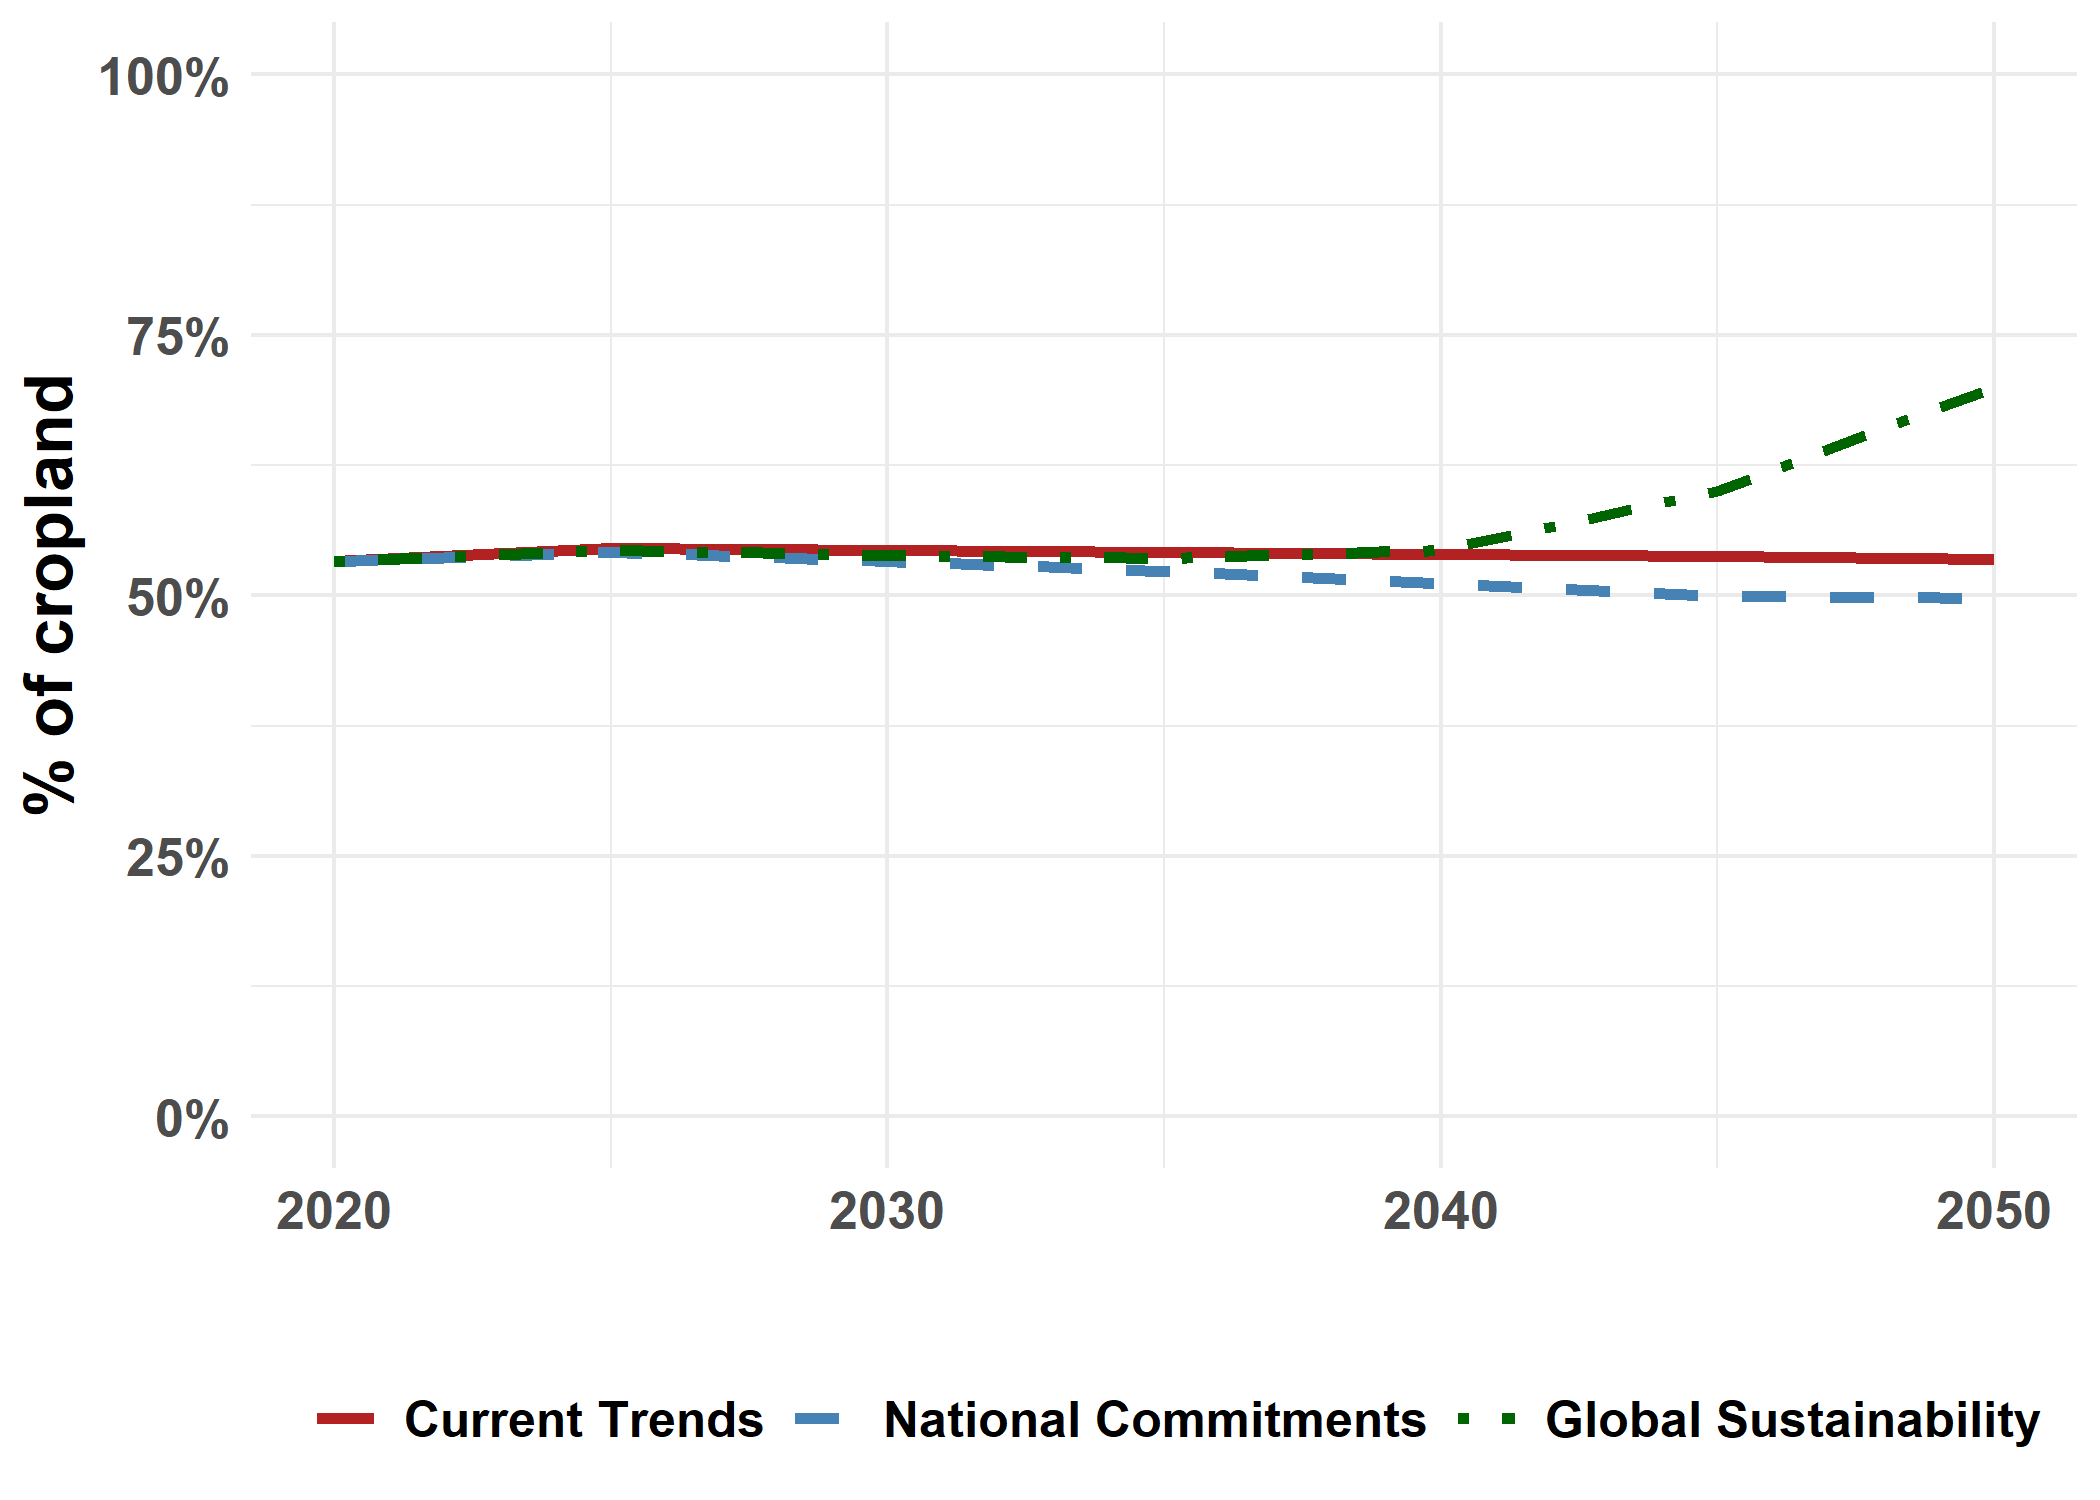 % of cropland
100%
75%
50%
25%
0%
2020 2030 2040 2050
Current Trends National Commitments Global Sustainability